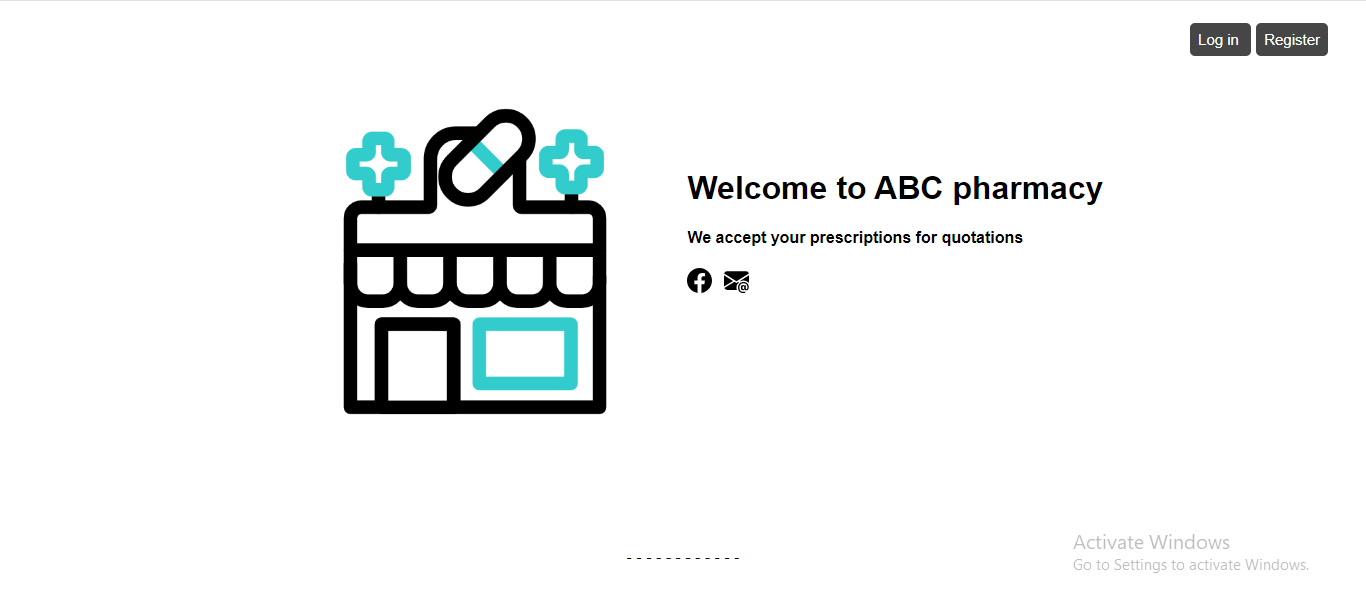 Log in
Register
Welcome to ABC pharmacy
We accept your prescriptions for quotations
- - - - - - - - - - - -
Activate Windows
Go to Settings to activate Windows.